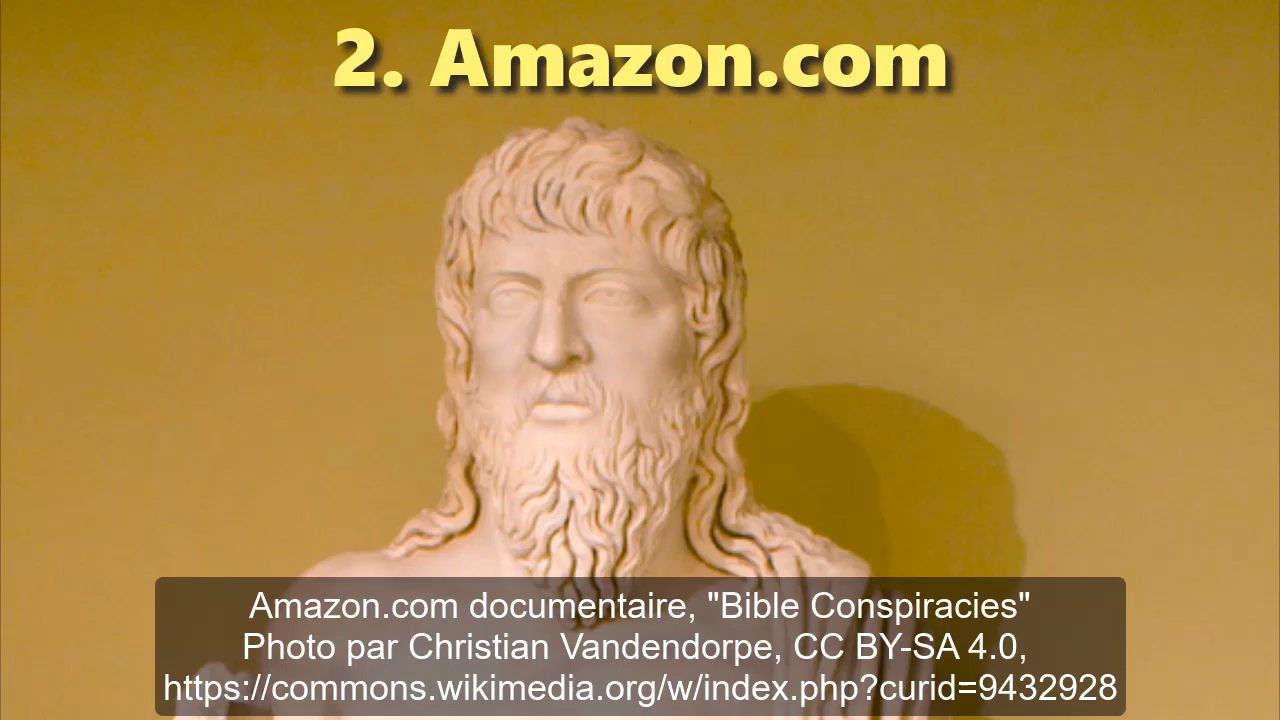 2. Amazon.com
Amazon.com documentaire, "Bible Conspiracies"
Photo par Christian Vandendorpe, CC BY-SA 4.0,
https://commons.wikimedia.org/w/index.php?curid=9432928